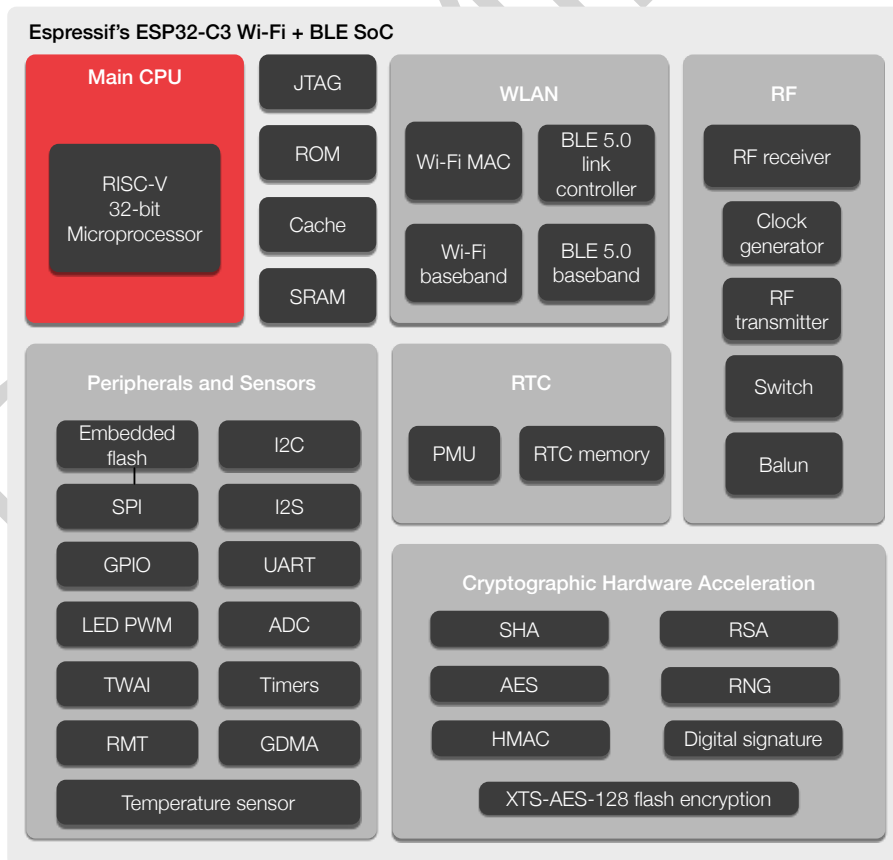 Espressif's ESP32-C3 Wi-Fi + BLE SoC
Main CPU
RISC-V
32-bit
Microprocessor
JTAG
ROM
Cache
SRAM
WLAN
Wi-Fi MAC
BLE 5.0
link
controller
Wi-Fi
baseband
BLE 5.0
baseband
RF
RF receiver
Clock
generator
RF
transmitter
Switch
Balun
Peripherals and Sensors
Embedded
flash
I2C
SPI
I2S
GPIO
UART
LED PWM
ADC
TWAI
Timers
RMT
GDMA
Temperature sensor
RTC
PMU
RTC memory
Cryptographic Hardware Acceleration
SHA
RSA
AES
RNG
HMAC
Digital signature
XTS-AES-128 flash encryption